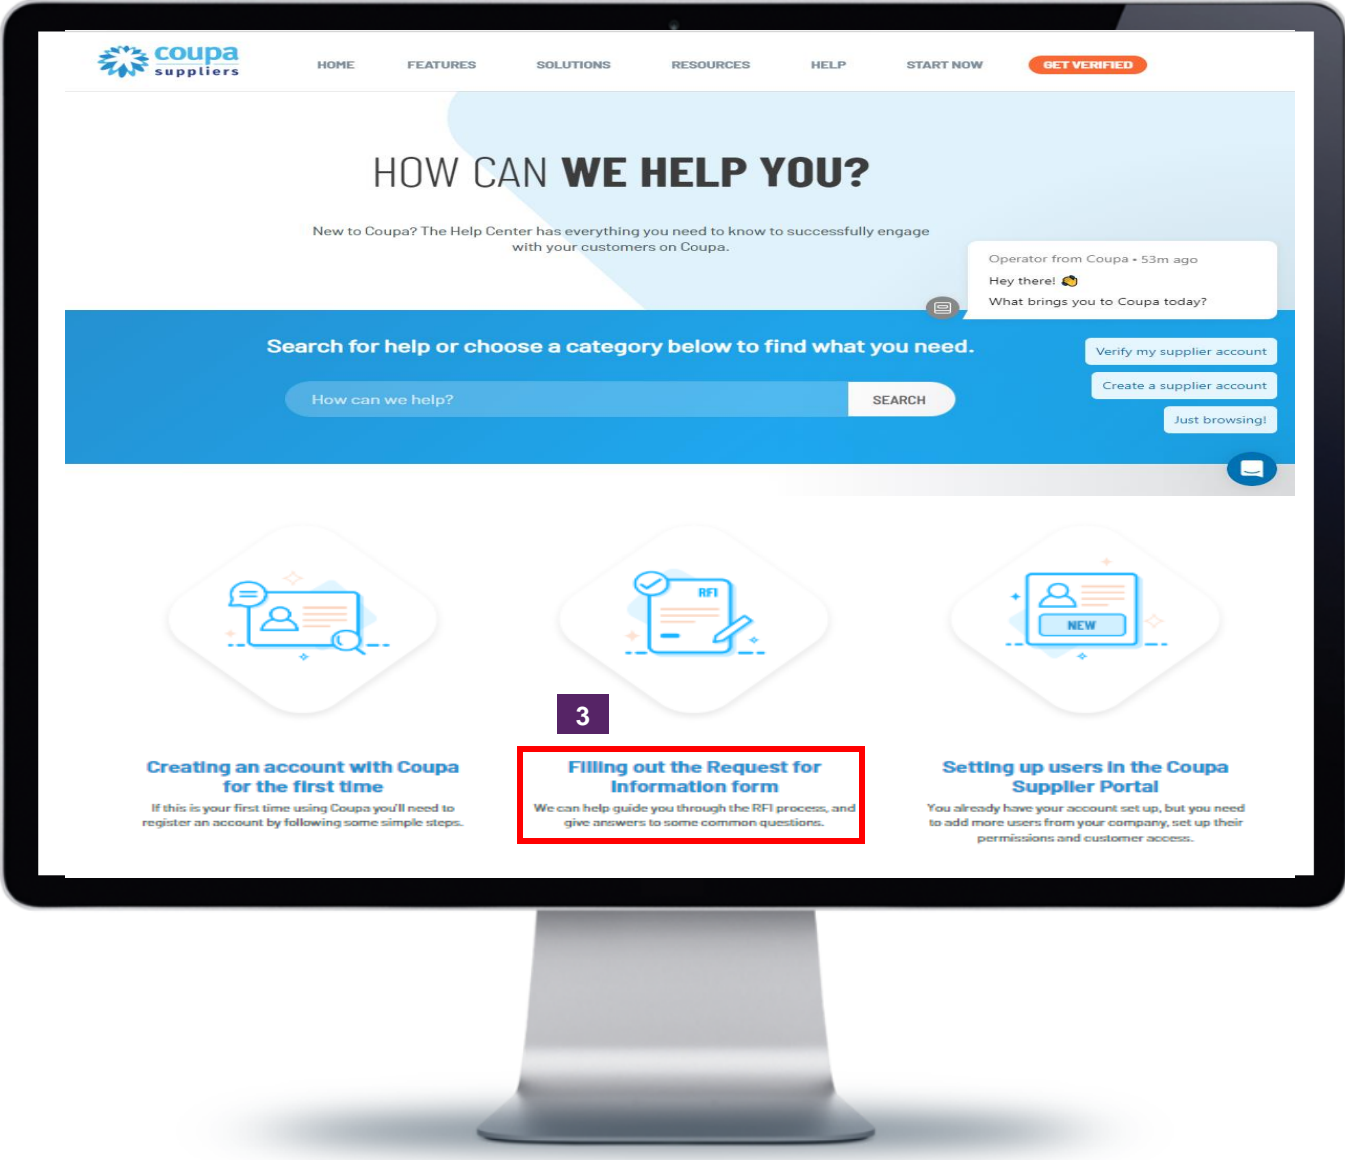 coupa
suppliers
HOME FEATURES SOLUTIONS RESOURCES HELP START NOW GET VERIFIED
HOW CAN WE HELP YOU?
New to Coupa? The Help Center has everything you need to know to successfully engage
with your customers on Coupa.
Operator from Coupa • 53m ago
Hey there!
What brings you to Coupa today?
Search for help or choose a category below to find what you need.
Verify my supplier account
Create a supplier account
Just browsing!
How can we help? SEARCH
RFI
NEW
3
Creating an account with Coupa
for the first time
If this is your first time using Coupa you'll need to
register an account by following some simple steps.
Filling out the Request for
Information form
We can help guide you through the RFI process, and
give answers to some common questions.
Setting up users in the Coupa
Supplier Portal
You already have your account set up, but you need
to add more users from your company, set up their
permissions and customer access.